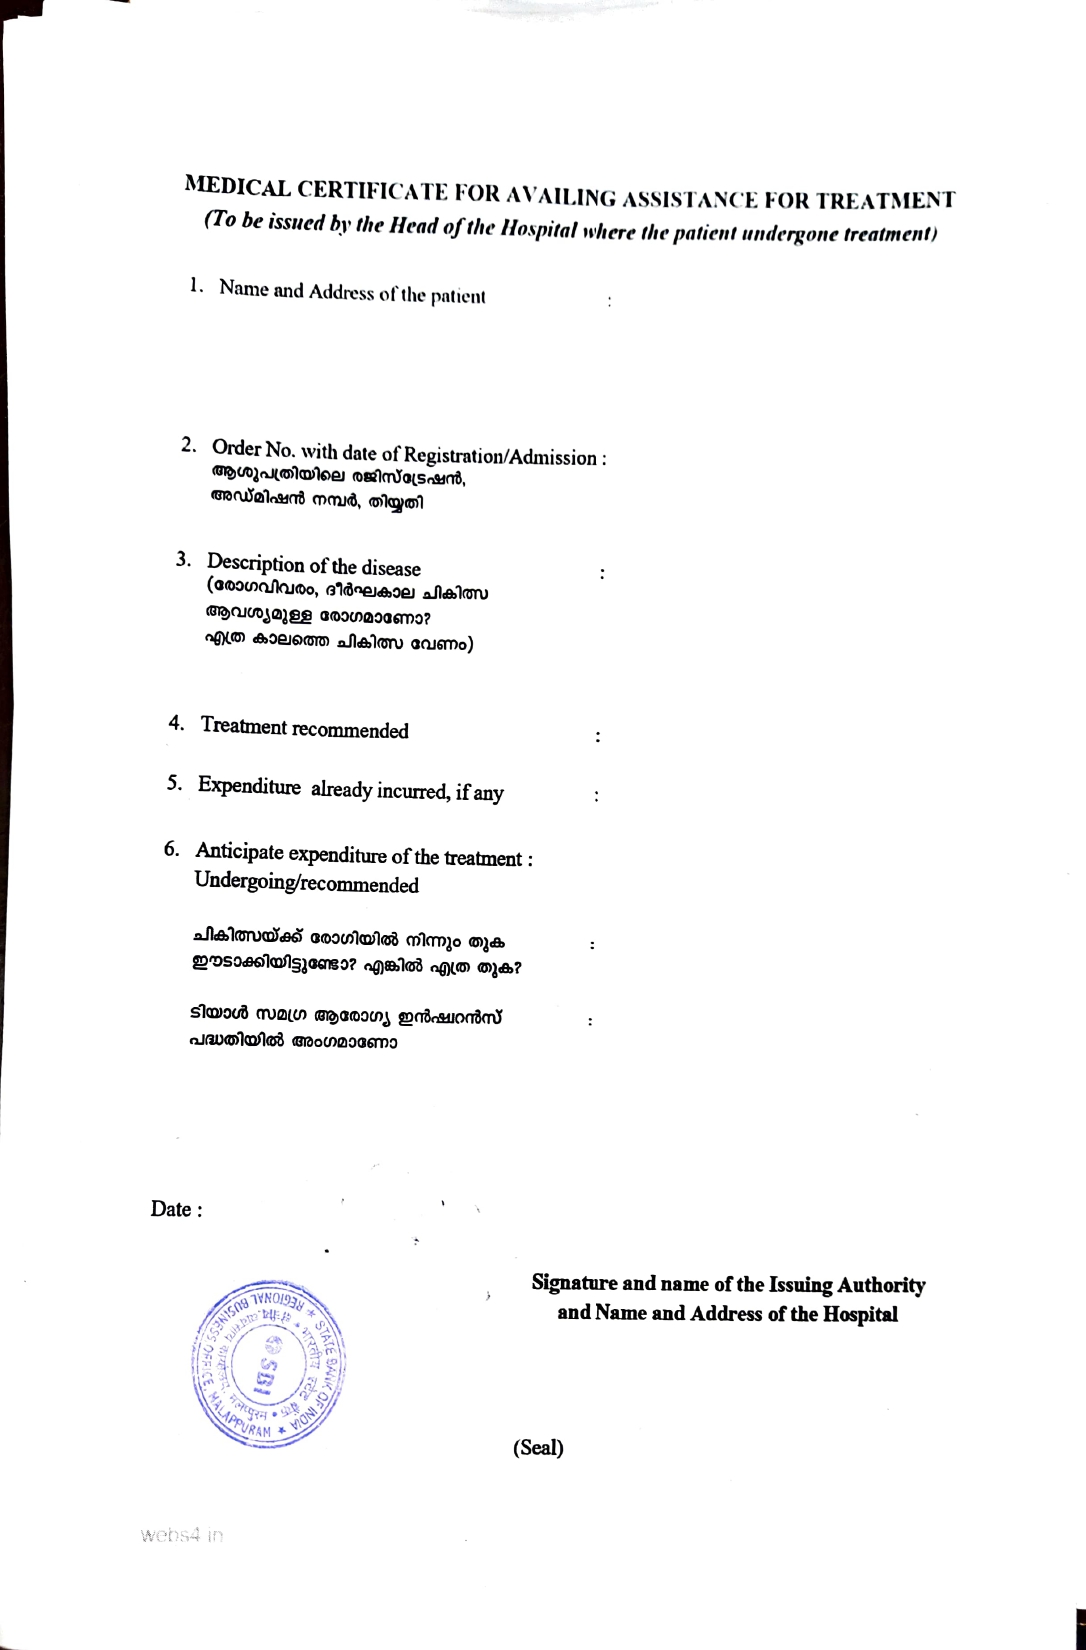 MEDICAL CERTIFICATE FOR AVAILING ASSISTANCE FOR TREATMENT
(To be issued by the Head of the Hospital where the patient undergone treatment)
1. Name and Address of the patient :
2. Order No. with date of Registration/Admission :
ആശുപത്രിയിലെ രജിസ്ട്രേഷൻ,
അഡ്മിഷൻ നമ്പർ, തിയ്യതി
3. Description of the disease :
(രോഗവിവരം, ദീർഘകാല ചികിത്സ
ആവശ്യമുള്ള രോഗമാണോ?
എത്ര കാലത്തെ ചികിത്സ വേണം)
4. Treatment recommended :
5. Expenditure already incurred, if any :
6. Anticipate expenditure of the treatment :
Undergoing/recommended
ചികിത്സയ്ക്ക് രോഗിയിൽ നിന്നും തുക :
ഈടാക്കിയിട്ടുണ്ടോ? എങ്കിൽ എത്ര തുക?
ടിയാൾ സമഗ്ര ആരോഗ്യ ഇൻഷുറൻസ് :
പദ്ധതിയിൽ അംഗമാണോ
Date :
Signature and name of the Issuing Authority
and Name and Address of the Hospital
★ STATE BANK OF INDIA ★
REGIONAL BUSINESS OFFICE, MALAPPURAM
भारतीय स्टेट बैंक
मलप्पुरम
SBI
(Seal)
webs4 in